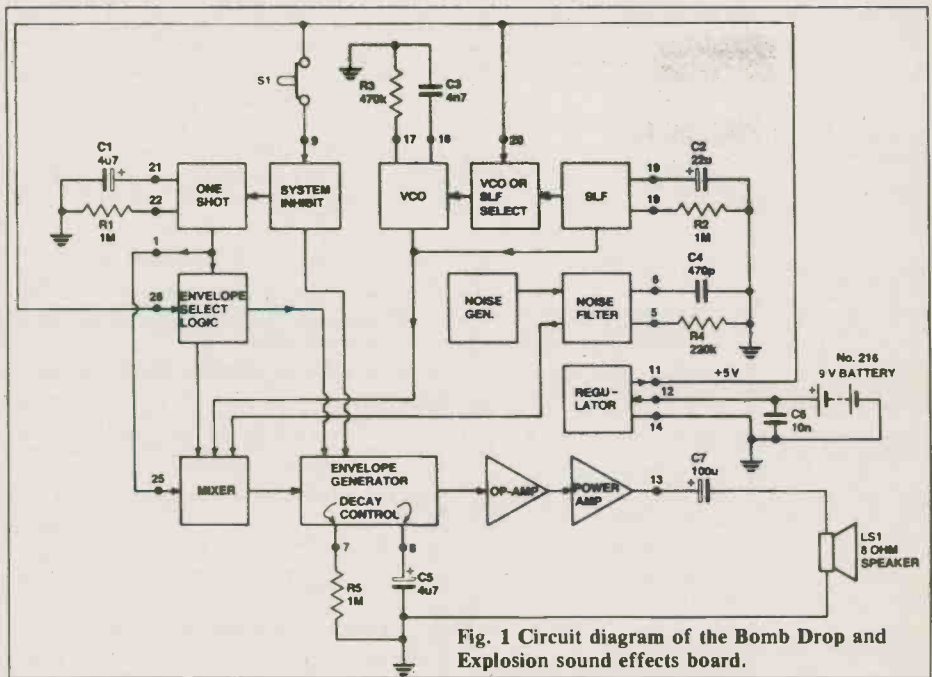 S1
R3
470k
C3
4n7
C1
4u7
21
9
17
16
20
C2
22u
19
ONE
SHOT
SYSTEM
INHIBIT
VCO
VCO OR
SLF
SELECT
SLF
22
R1
1M
19
R2
1M
1
C4
470p
28
ENVELOPE
SELECT
LOGIC
NOISE
GEN.
NOISE
FILTER
6
5
R4
220k
No. 216
9 V BATTERY
REGU-
LATOR
11
+5 V
12
14
C6
10n
25
MIXER
ENVELOPE
GENERATOR
DECAY
CONTROL
OP-AMP
POWER
AMP
13
C7
100u
7
8
R5
1M
C5
4u7
LS1
8 OHM
SPEAKER
Fig. 1 Circuit diagram of the Bomb Drop and
Explosion sound effects board.